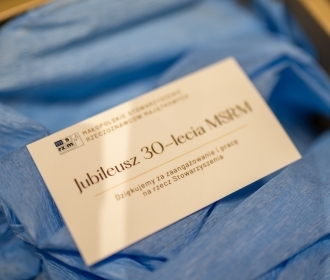 MAŁOPOLSKIE STOWARZYSZENIE
RZECZOZNAWCÓW MAJĄTKOWYCH
Jubileusz 30–lecia MSRM
Dziękujemy za zaangażowanie i pracę
na rzecz Stowarzyszenia